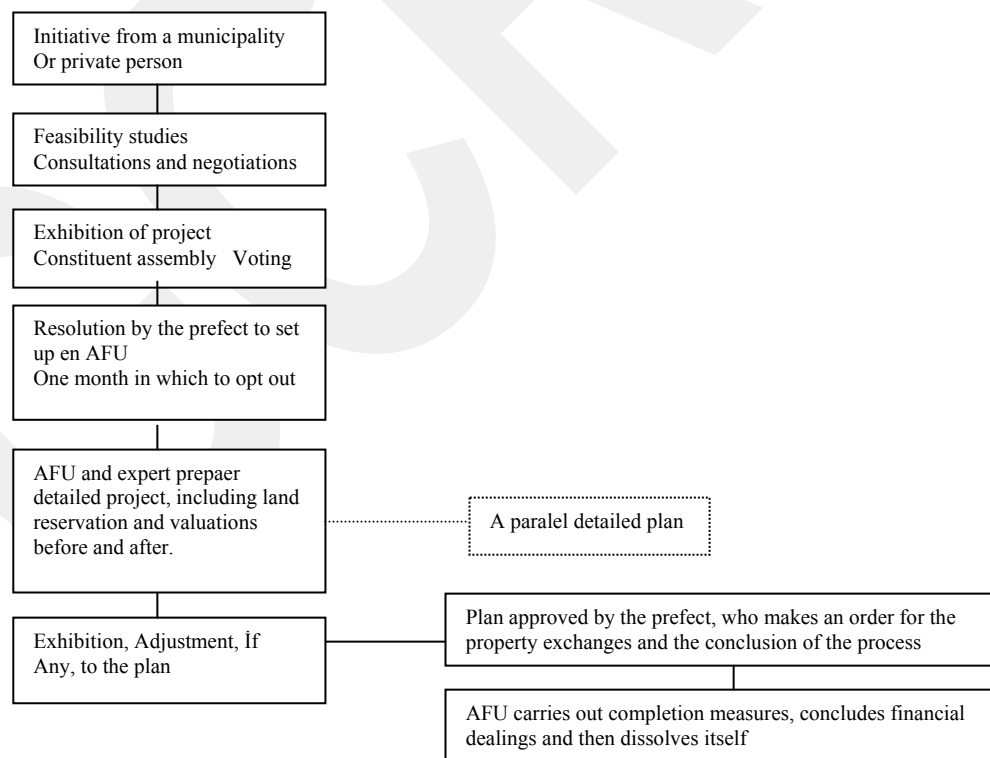 Initiative from a municipality
Or private person
Feasibility studies
Consultations and negotiations
Exhibition of project
Constituent assembly Voting
Resolution by the prefect to set
up en AFU
One month in which to opt out
AFU and expert prepaer
detailed project, including land
reservation and valuations
before and after.
A paralel detailed plan
Exhibition, Adjustment, İf
Any, to the plan
Plan approved by the prefect, who makes an order for the
property exchanges and the conclusion of the process
AFU carries out completion measures, concludes financial
dealings and then dissolves itself